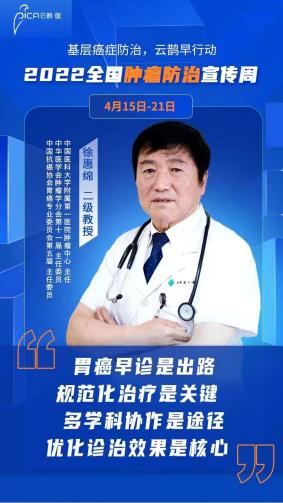 PICA云鹊·医
基层癌症防治，云鹊早行动
2022全国肿瘤防治宣传周
4月15日-21日
徐惠绵 二级教授
中国医科大学附属第一医院肿瘤中心 主任
中华医学会肿瘤学分会第十一届 主任委员
中国抗癌协会胃癌专业委员会第五届 主任委员
胃癌早诊是出路
规范化治疗是关键
多学科协作是途径
优化诊治效果是核心